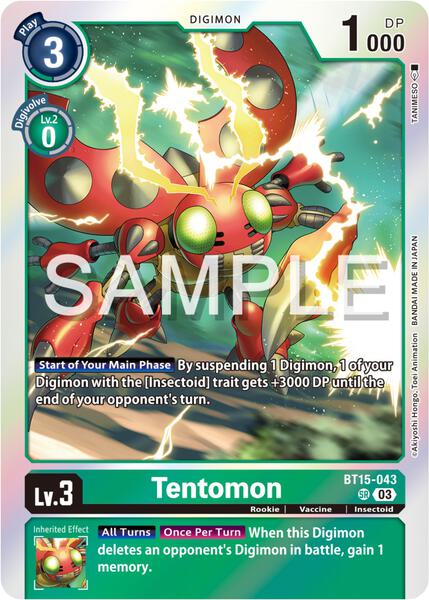 DIGIMON
Play
3
DP
1000
Digivolve
Lv.2
0
TANIMESO
SAMPLE
Start of Your Main Phase By suspending 1 Digimon, 1 of your
Digimon with the [Insectoid] trait gets +3000 DP until the
end of your opponent's turn.
©Akiyoshi Hongo, Toei Animation BANDAI MADE IN JAPAN
Lv.3
Tentomon
BT15-043
SR 03
Rookie | Vaccine | Insectoid
Inherited Effect
All Turns Once Per Turn When this Digimon
deletes an opponent's Digimon in battle, gain 1
memory.